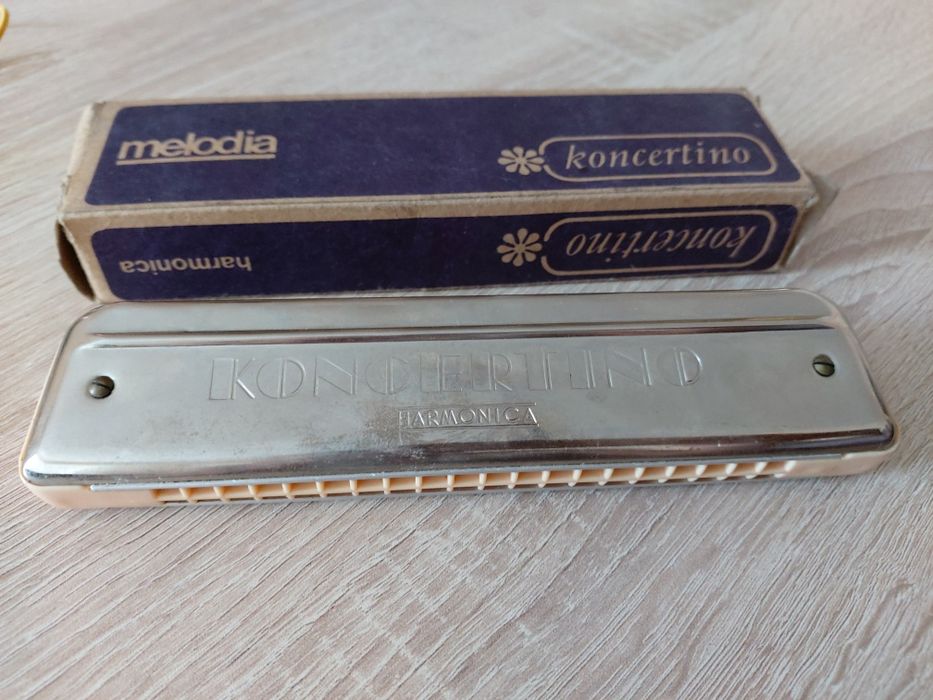 melodia
koncertino
koncertino
harmonica
KONCERTINO
HARMONICA